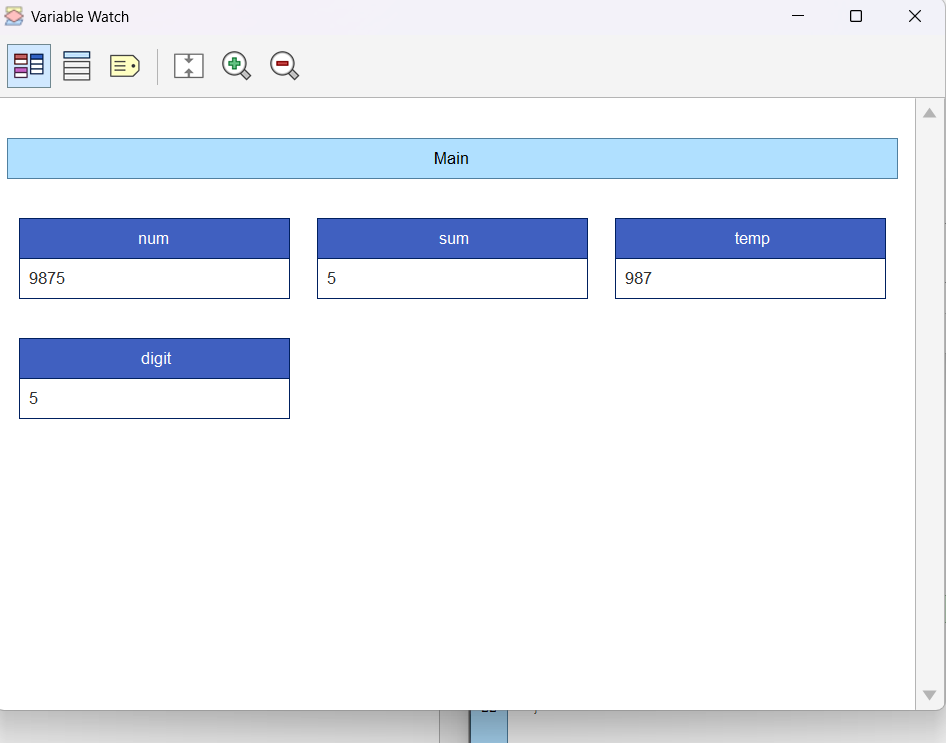 Variable Watch
Main
num sum temp
9875 5 987
digit
5